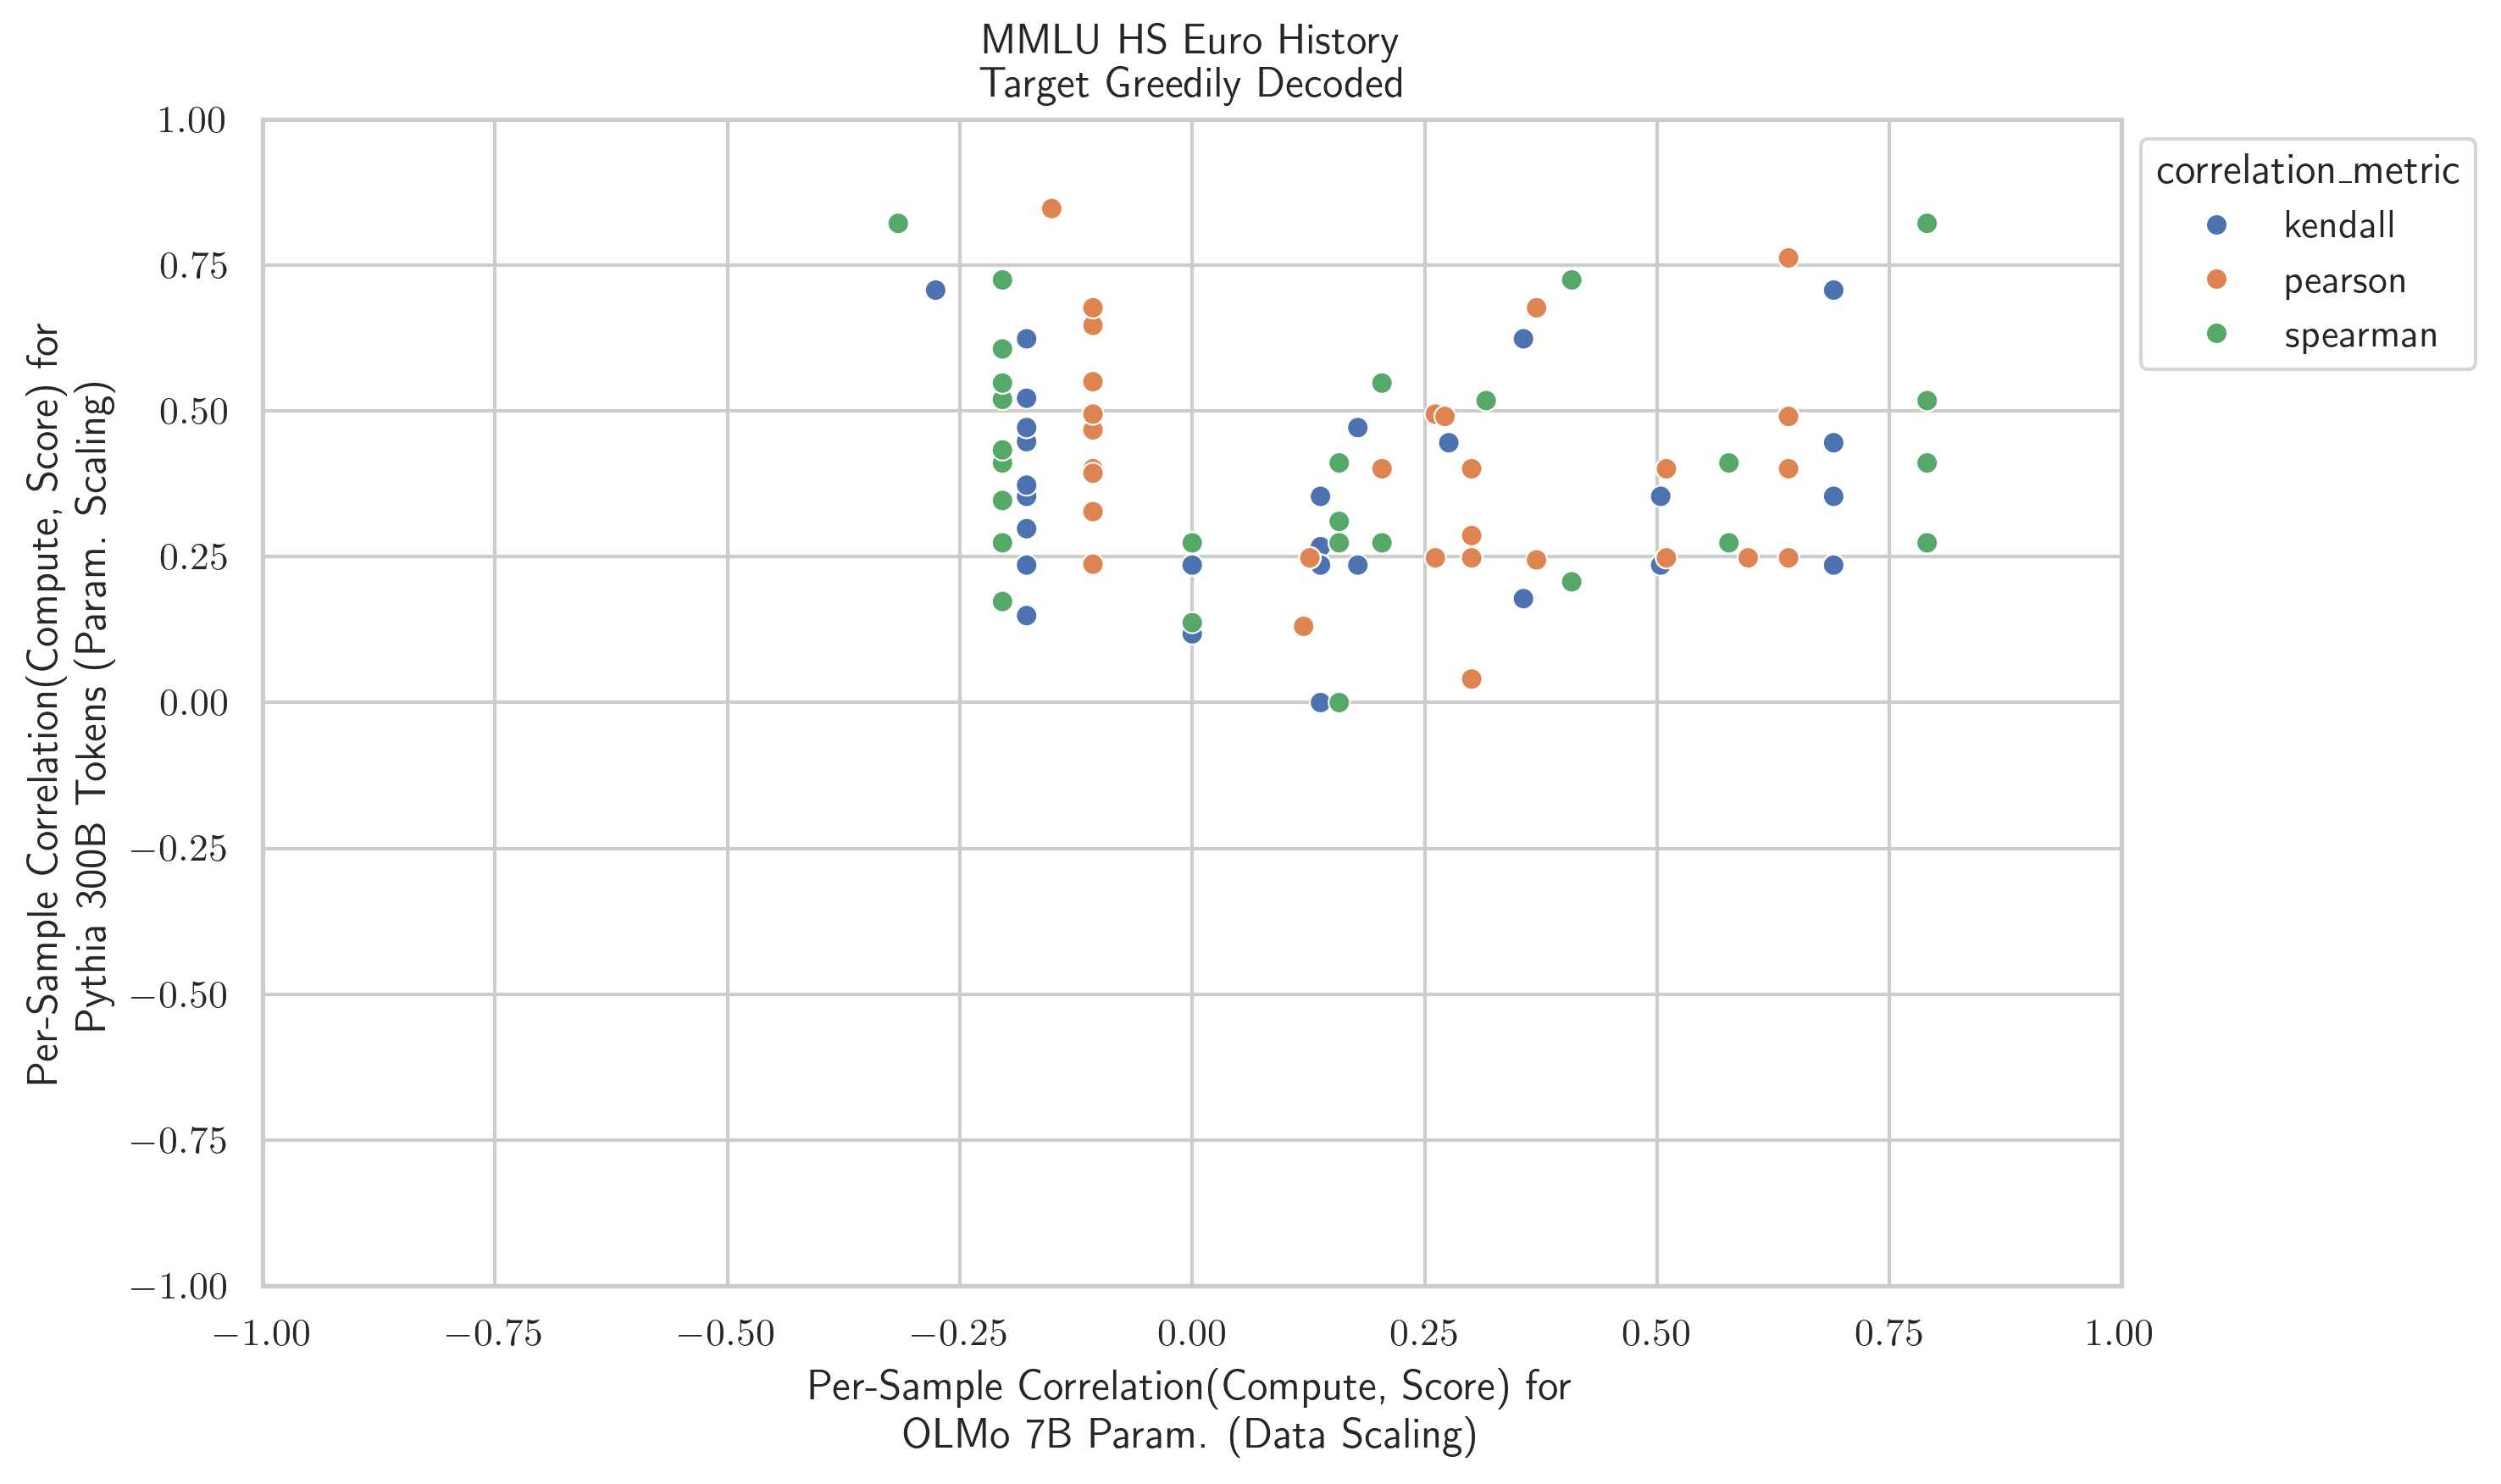 MMLU HS Euro History
Target Greedily Decoded
Per-Sample Correlation(Compute, Score) for
Pythia 300B Tokens (Param. Scaling)
1.00
0.75
0.50
0.25
0.00
−0.25
−0.50
−0.75
−1.00
−1.00 −0.75 −0.50 −0.25 0.00 0.25 0.50 0.75 1.00
Per-Sample Correlation(Compute, Score) for
OLMo 7B Param. (Data Scaling)
correlation_metric
kendall
pearson
spearman